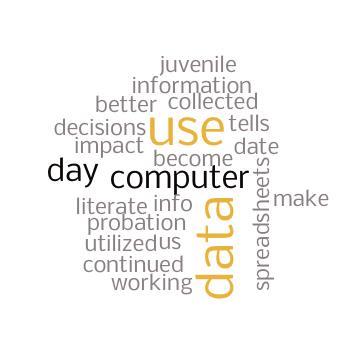 juvenile
information
better collected
decisions use tells
impact date
become
day computer
spreadsheets make
literate info
probation
utilized us
data
continued
working